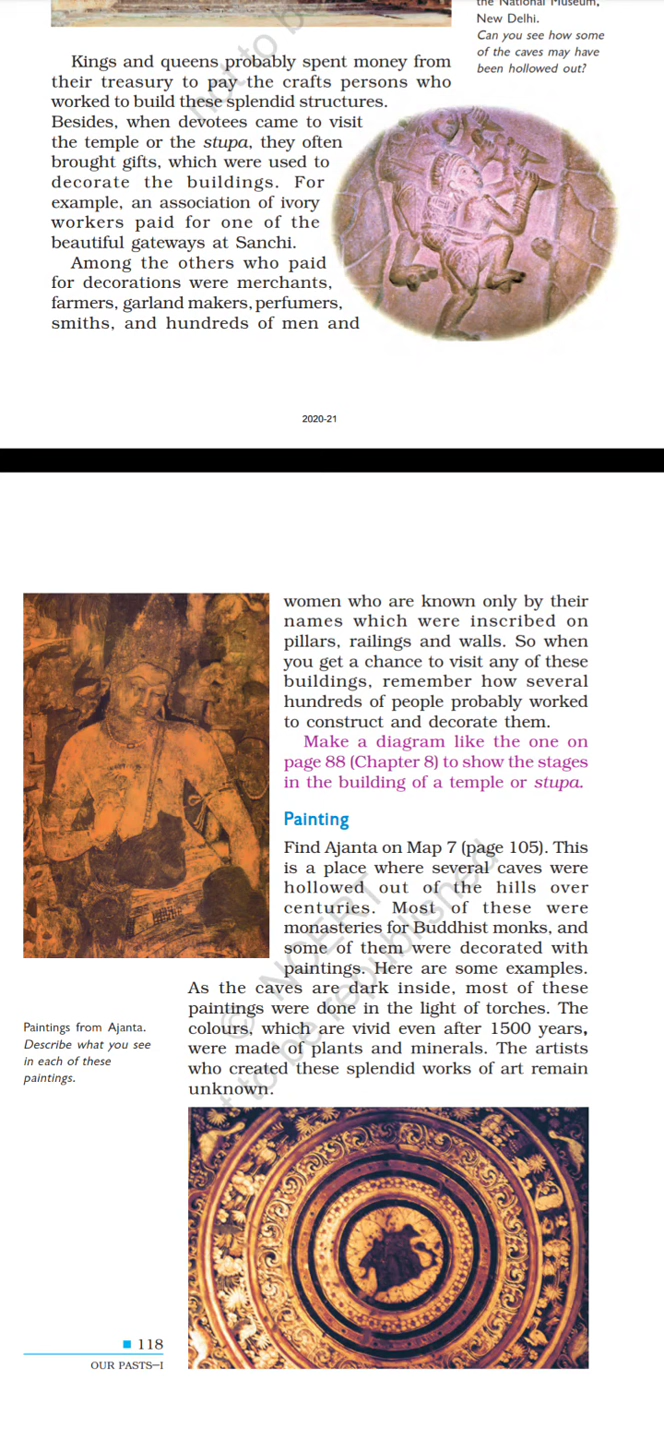 the National Museum,
New Delhi.
Can you see how some
of the caves may have
been hollowed out?
Kings and queens probably spent money from
their treasury to pay the crafts persons who
worked to build these splendid structures.
Besides, when devotees came to visit
the temple or the stupa, they often
brought gifts, which were used to
decorate the buildings. For
example, an association of ivory
workers paid for one of the
beautiful gateways at Sanchi.
Among the others who paid
for decorations were merchants,
farmers, garland makers, perfumers,
smiths, and hundreds of men and
not to be
2020-21
women who are known only by their
names which were inscribed on
pillars, railings and walls. So when
you get a chance to visit any of these
buildings, remember how several
hundreds of people probably worked
to construct and decorate them.
Make a diagram like the one on
page 88 (Chapter 8) to show the stages
in the building of a temple or stupa.
Painting
Find Ajanta on Map 7 (page 105). This
is a place where several caves were
hollowed out of the hills over
centuries. Most of these were
monasteries for Buddhist monks, and
some of them were decorated with
paintings. Here are some examples.
As the caves are dark inside, most of these
paintings were done in the light of torches. The
colours, which are vivid even after 1500 years,
were made of plants and minerals. The artists
who created these splendid works of art remain
unknown.
© NCERT
not to be republished
Paintings from Ajanta.
Describe what you see
in each of these
paintings.
118
OUR PASTS–I